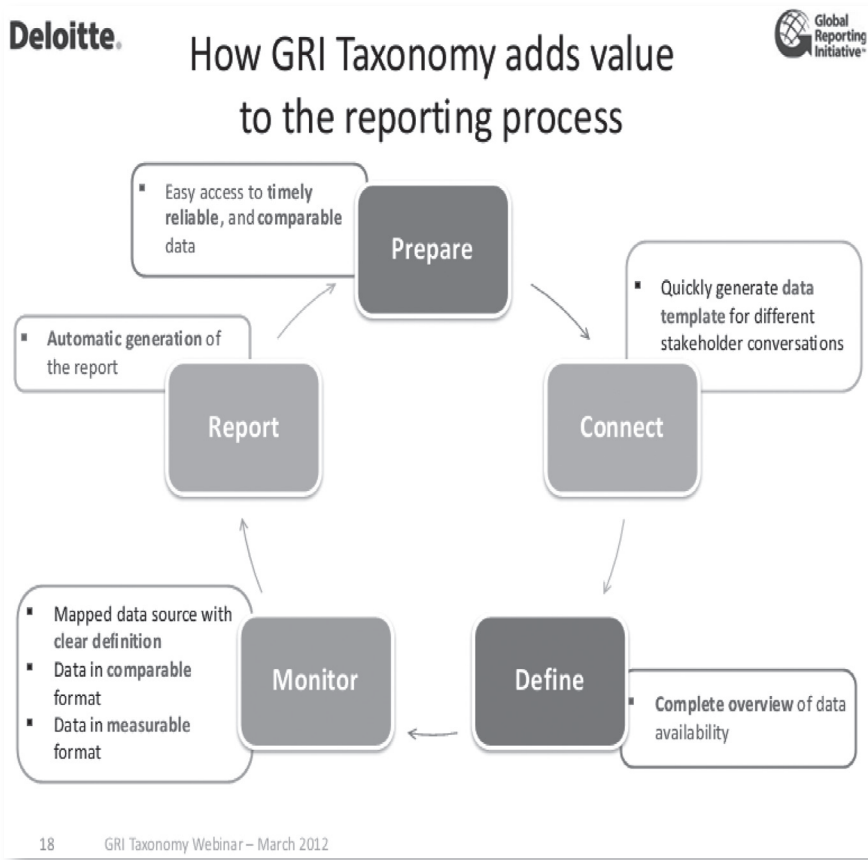 Deloitte.
Global
Reporting
Initiative™
How GRI Taxonomy adds value
to the reporting process
▪ Easy access to timely
reliable, and comparable
data
Prepare
▪ Quickly generate data
template for different
stakeholder conversations
Connect
▪ Complete overview of data
availability
Define
▪ Mapped data source with
clear definition
▪ Data in comparable
format
▪ Data in measurable
format
Monitor
▪ Automatic generation of
the report
Report
18 GRI Taxonomy Webinar – March 2012